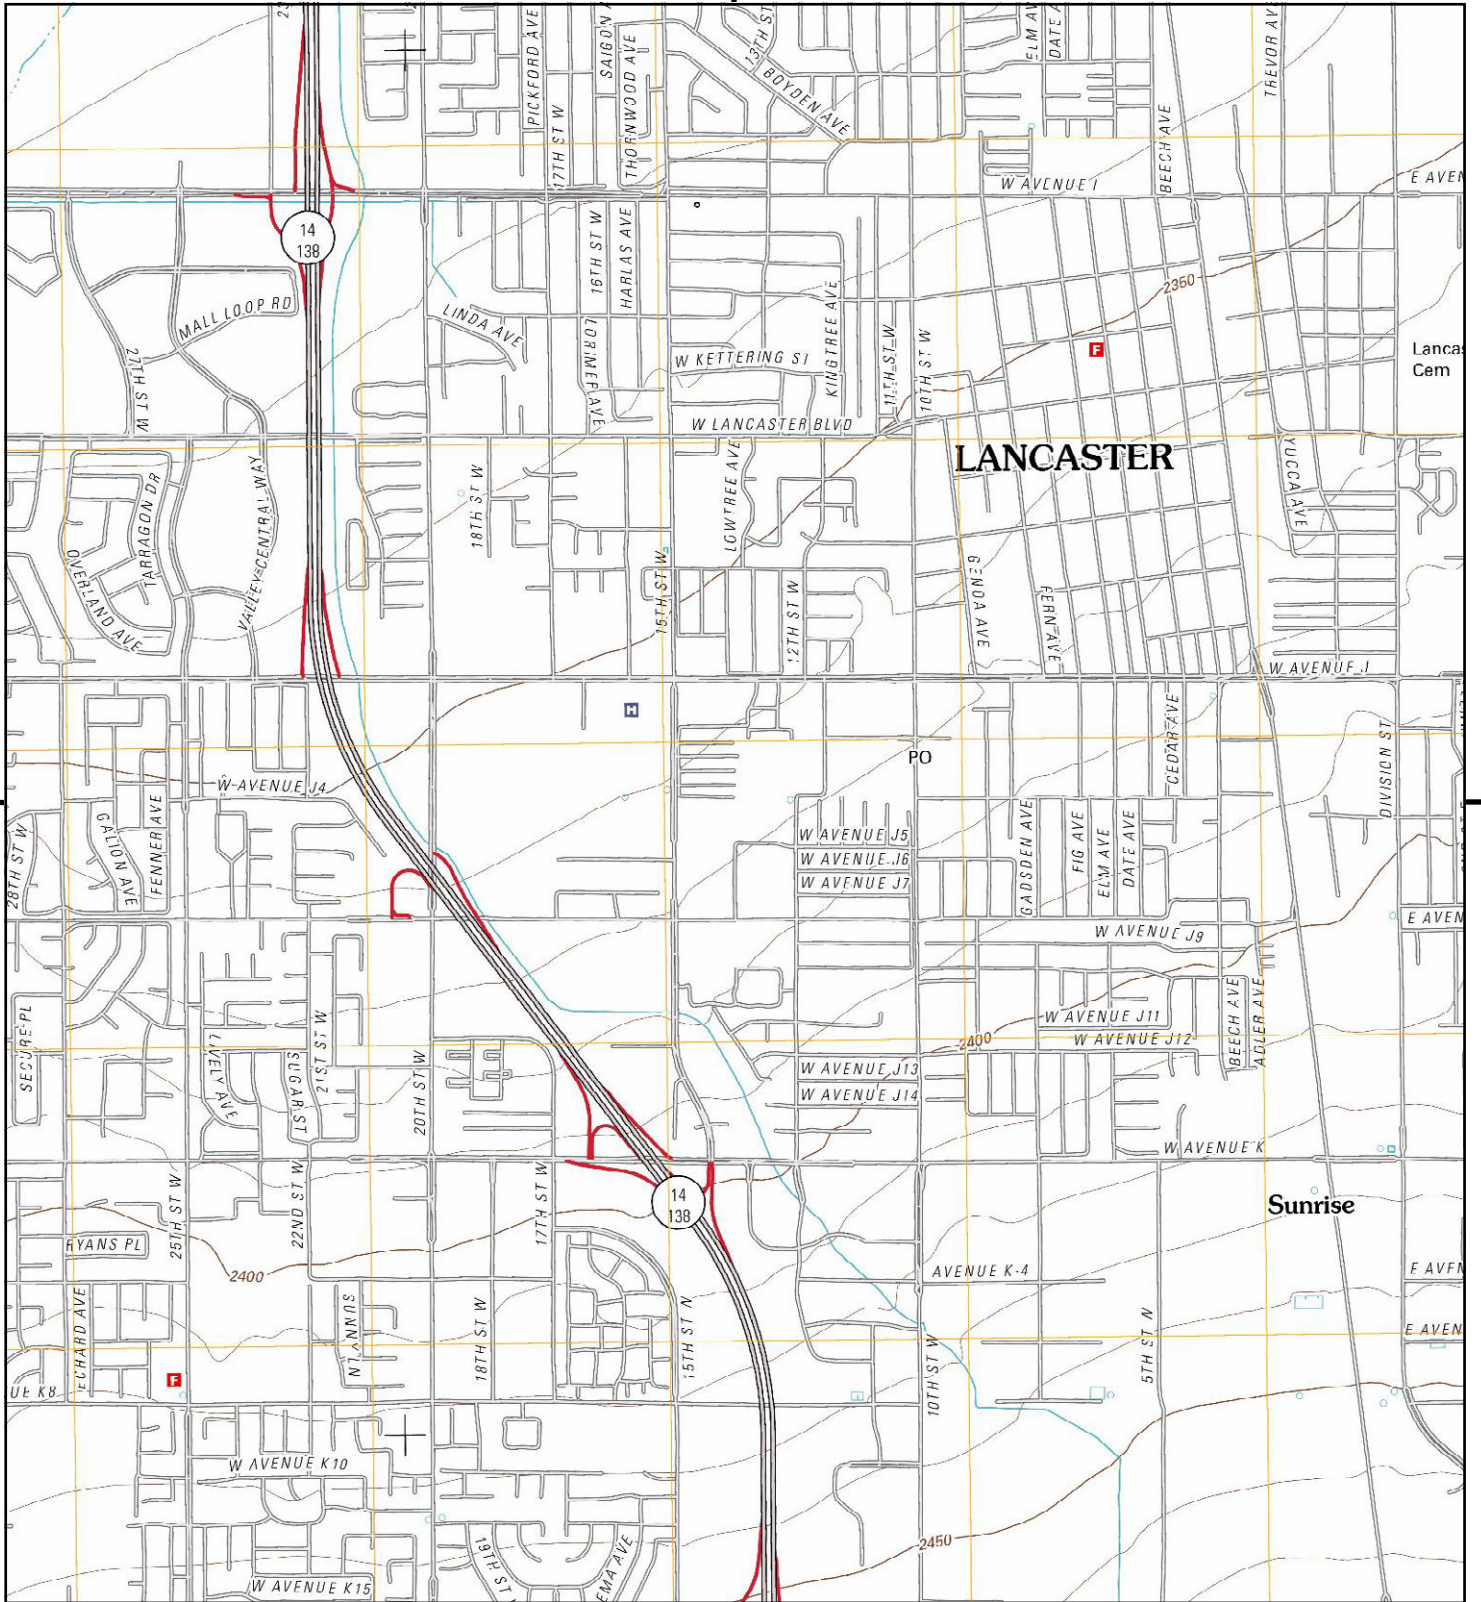 PICKFORD AVE
17TH ST W
THORNWOOD AVE
13TH ST
BOYDEN AVE
ELM AV
DATE A
BEECH AVE
TREVOR AV
W AVENUE I
E AVEN
14
138
16TH ST W
HARLAS AVE
MALL LOOP RD
LINDA AVE
2350
27TH ST W
W KETTERING
KINGTREE AVE
11TH ST W
10TH ST W
F
Lancas
Cem
W LANCASTER BLVD
LANCASTER
YUCCA AVE
TARRAGON DR
OVERLAND AVE
VALLEY CENTRAL WAY
18TH ST W
LOWTREE AVE
15TH ST W
12TH ST W
GENOA AVE
FERN AVE
W AVENUE J
H
PO
CEDAR AVE
DIVISION ST
W AVENUE J4
28TH ST W
GALION AVE
FENNER AVE
W AVENUE J5
W AVENUE J6
W AVENUE J7
GADSDEN AVE
FIG AVE
ELM AVE
DATE AVE
E AVEN
W AVENUE J9
SECURE PL
LIVELY AVE
SUGAR ST
21ST ST W
20TH ST W
W AVENUE J11
W AVENUE J12
2400
BEECH AVE
ADLER AVE
W AVENUE J13
W AVENUE J14
W AVENUE K
14
138
Sunrise
RYANS PL
25TH ST W
22ND ST W
17TH ST W
2400
AVENUE K-4
E AVEN
SUNNY LN
18TH ST W
15TH ST
10TH ST W
5TH ST
E AVEN
F
UE K8
W AVENUE K10
W AVENUE K15
19TH ST
EMA AVE
2450